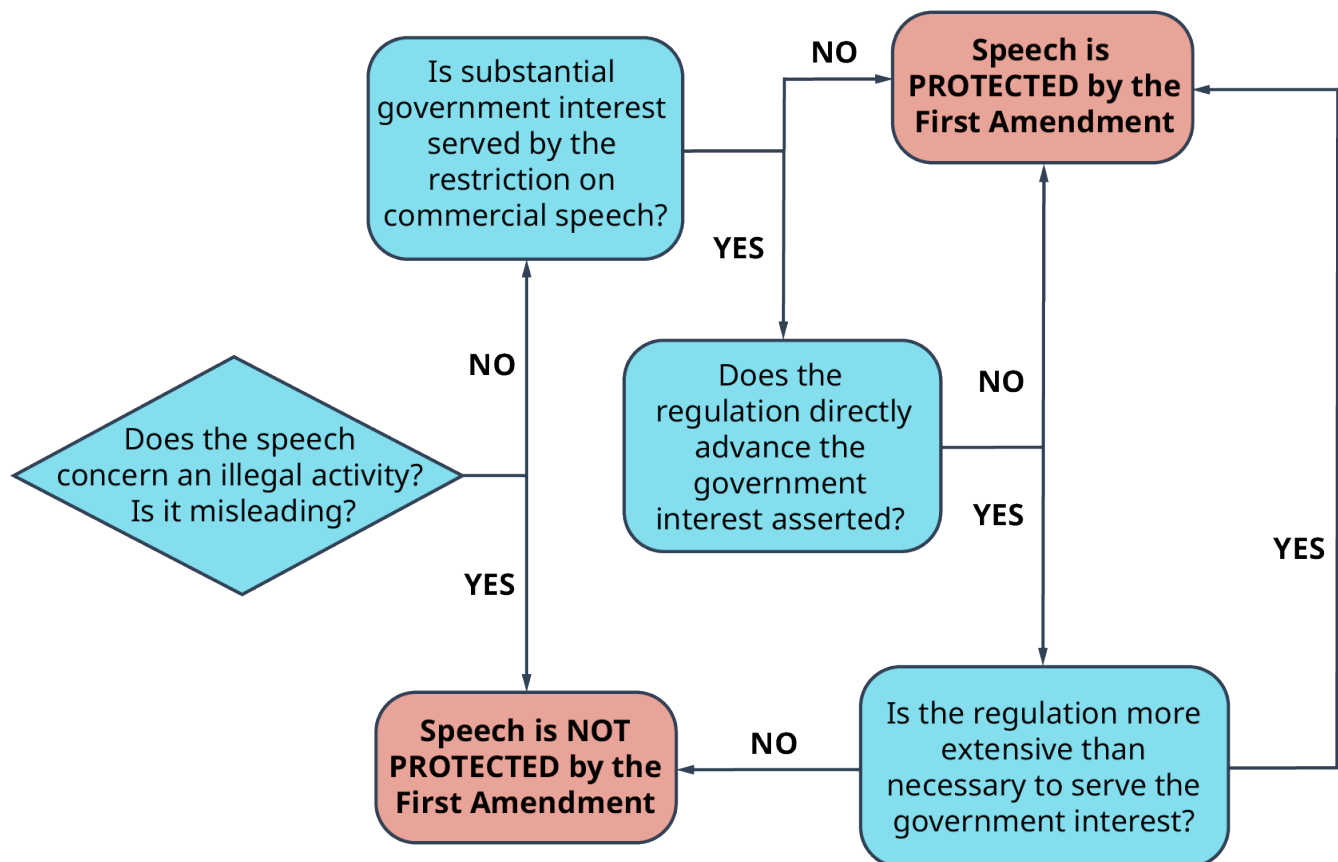 Does the speech
concern an illegal activity?
Is it misleading?
NO
YES
Is substantial
government interest
served by the
restriction on
commercial speech?
NO
YES
Does the
regulation directly
advance the
government
interest asserted?
NO
YES
Is the regulation more
extensive than
necessary to serve the
government interest?
NO
YES
Speech is
PROTECTED by the
First Amendment
Speech is NOT
PROTECTED by the
First Amendment